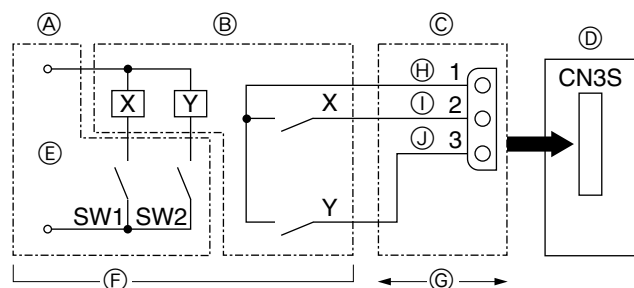 Ⓐ Ⓑ Ⓒ Ⓓ
CN3S
Ⓗ 1
X Y X Ⓘ 2
Ⓔ Ⓙ 3
SW1 SW2 Y
Ⓕ Ⓖ